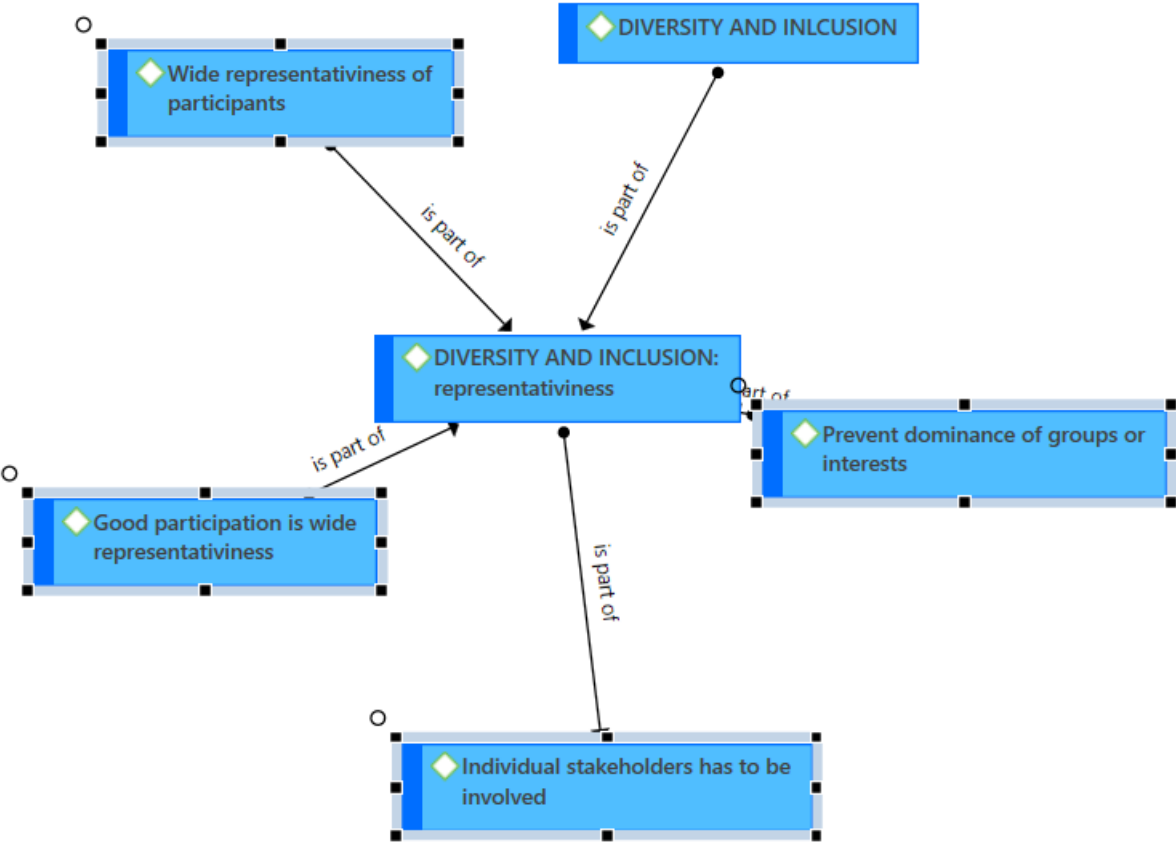 DIVERSITY AND INLCUSION
Wide representativiness of
participants
is part of
is part of
DIVERSITY AND INCLUSION:
representativiness
art of
Prevent dominance of groups or
interests
is part of
Good participation is wide
representativiness
is part of
Individual stakeholders has to be
involved